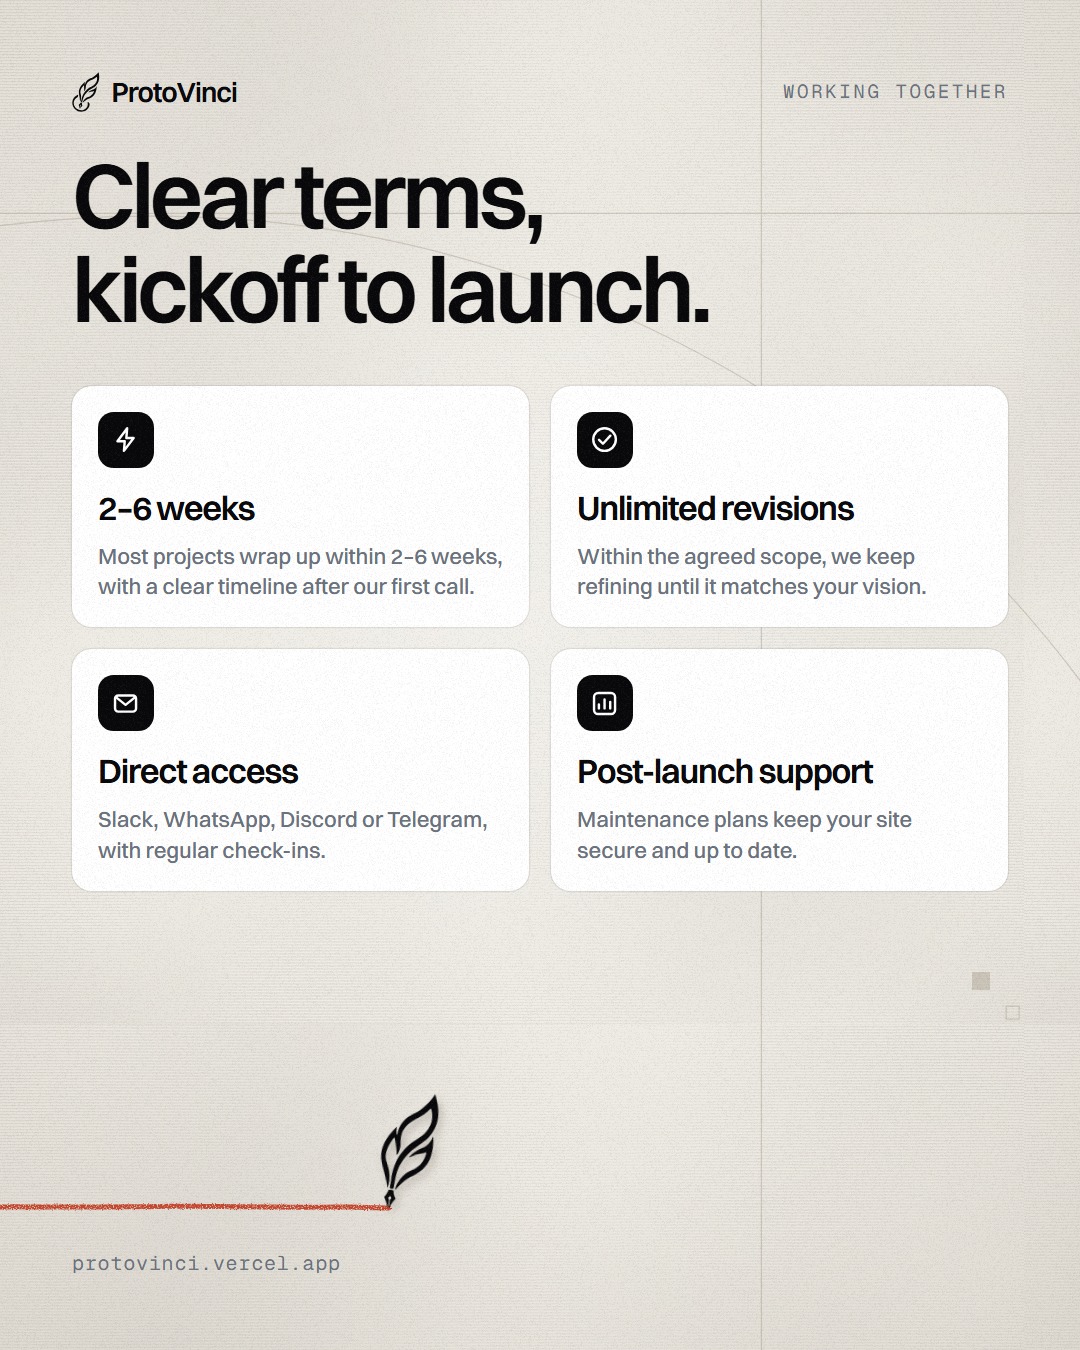 ProtoVinci
WORKING TOGETHER
Clear terms,
kickoff to launch.
2–6 weeks
Most projects wrap up within 2–6 weeks,
with a clear timeline after our first call.
Unlimited revisions
Within the agreed scope, we keep
refining until it matches your vision.
Direct access
Slack, WhatsApp, Discord or Telegram,
with regular check-ins.
Post-launch support
Maintenance plans keep your site
secure and up to date.
protovinci.vercel.app